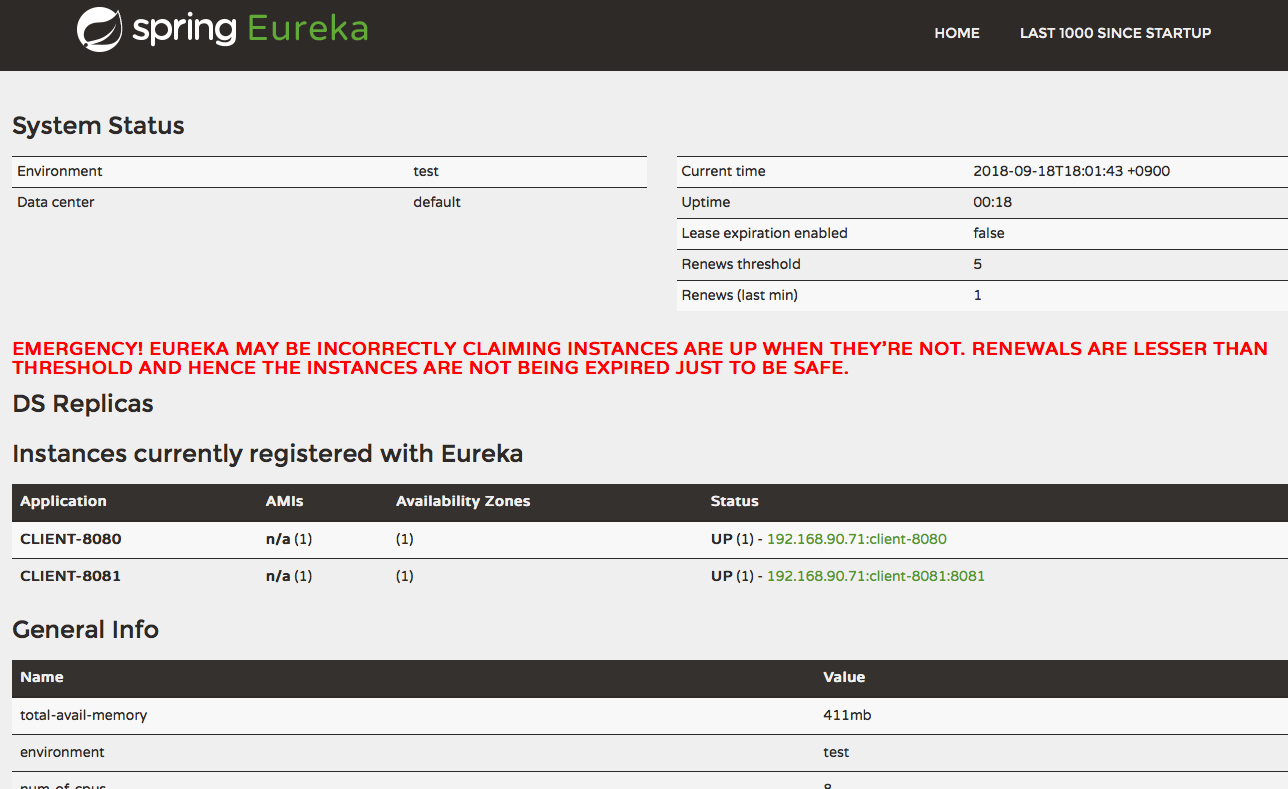 spring Eureka
HOME LAST 1000 SINCE STARTUP
System Status
Environment test
Data center default
Current time 2018-09-18T18:01:43 +0900
Uptime 00:18
Lease expiration enabled false
Renews threshold 5
Renews (last min) 1
EMERGENCY! EUREKA MAY BE INCORRECTLY CLAIMING INSTANCES ARE UP WHEN THEY'RE NOT. RENEWALS ARE LESSER THAN
THRESHOLD AND HENCE THE INSTANCES ARE NOT BEING EXPIRED JUST TO BE SAFE.
DS Replicas
Instances currently registered with Eureka
Application AMIs Availability Zones Status
CLIENT-8080 n/a (1) (1) UP (1) - 192.168.90.71:client-8080
CLIENT-8081 n/a (1) (1) UP (1) - 192.168.90.71:client-8081:8081
General Info
Name Value
total-avail-memory 411mb
environment test
num-of-cpus 8